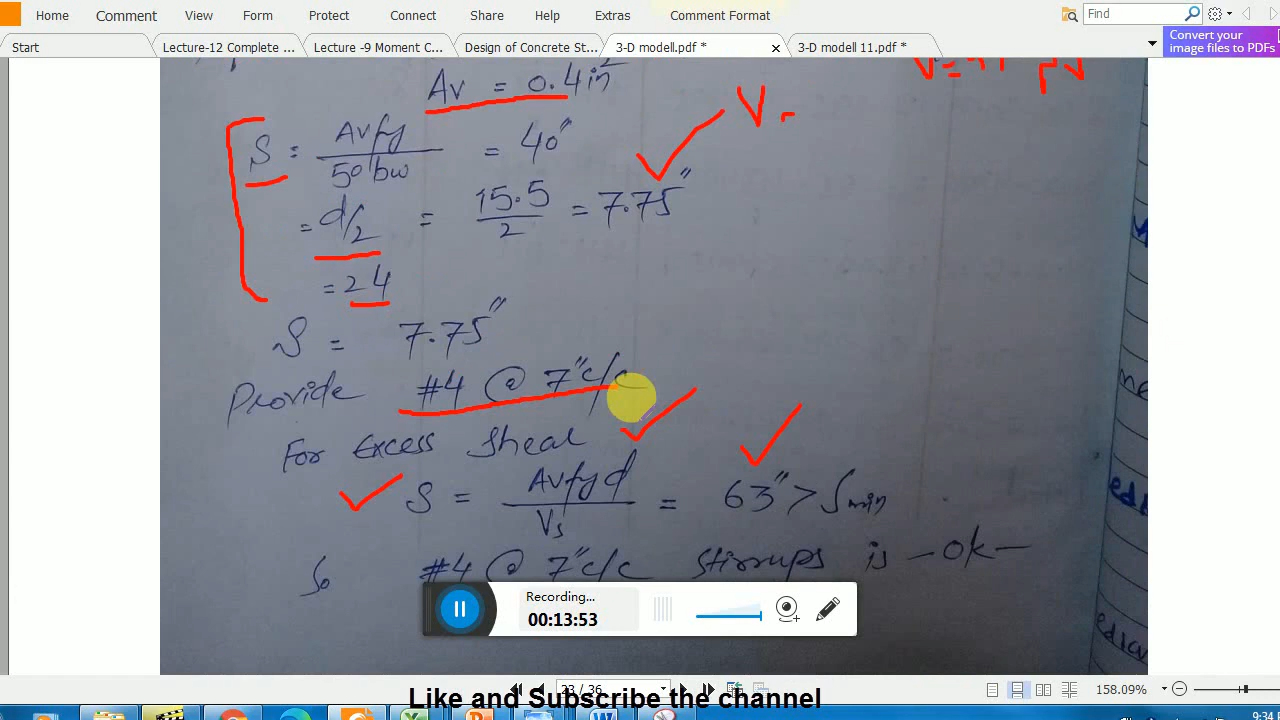 Home Comment View Form Protect Connect Share Help Extras Comment Format
Find
Start Lecture-12 Complete ... Lecture -9 Moment C... Design of Concrete St... 3-D modell.pdf * 3-D modell 11.pdf *
Convert your
image files to PDFs
Av = 0.4 in²
V
S = Avfy / 50 bw = 40"
= d/2 = 15.5 / 2 = 7.75"
= 24
S = 7.75"
Provide #4 @ 7" c/c
For Excess Shear
S = Avfyd / Vs = 63" > Smin
So #4 @ 7" c/c Stirrups is -OK-
Recording...
00:13:53
23 / 36
158.09%
Like and Subscribe the channel
9:34